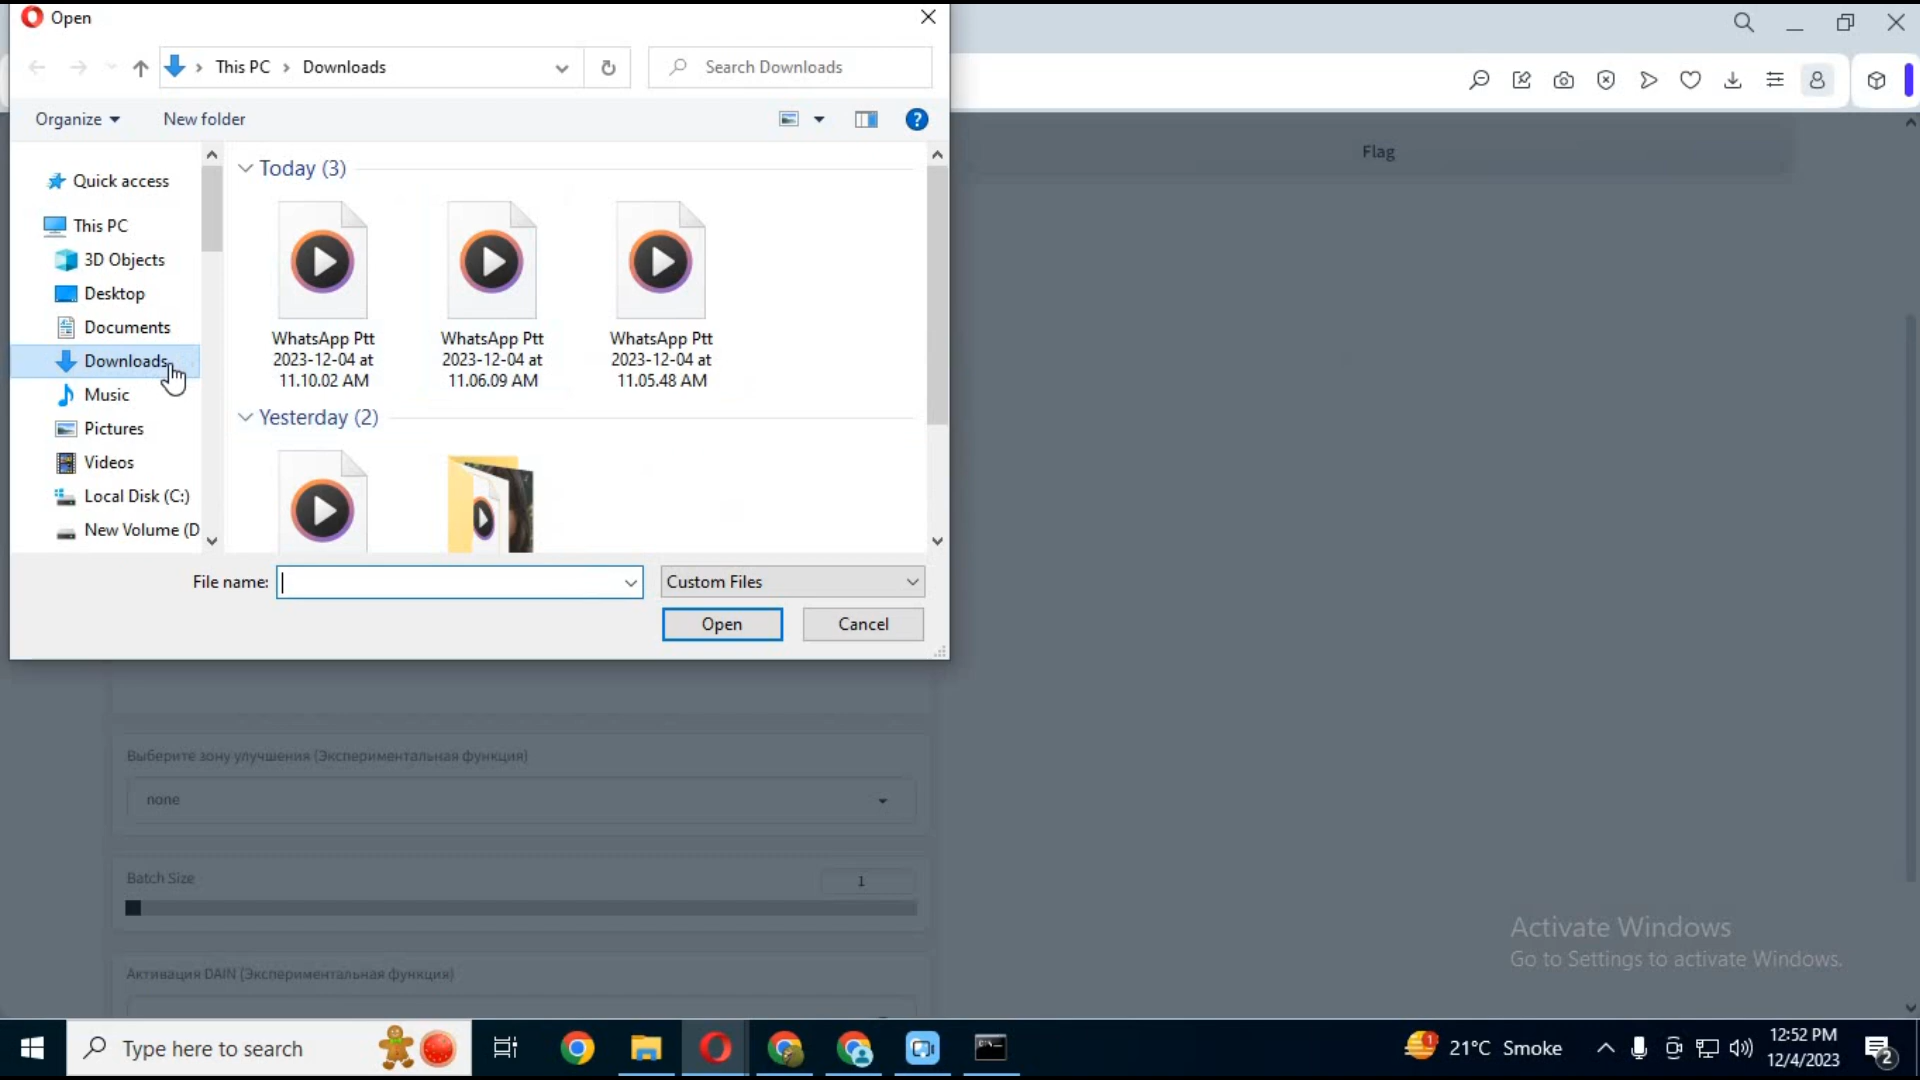 Open
This PC > Downloads
Search Downloads
Organize
New folder
Flag
Today (3)
Quick access
This PC
3D Objects
Desktop
Documents
Downloads
Music
Pictures
Videos
Local Disk (C:)
New Volume (D
WhatsApp Ptt
2023-12-04 at
11.10.02 AM
WhatsApp Ptt
2023-12-04 at
11.06.09 AM
WhatsApp Ptt
2023-12-04 at
11.05.48 AM
Yesterday (2)
File name:
Custom Files
Open
Cancel
Выберите зону улучшения (Экспериментальная функция)
none
Batch Size
1
Активация DAIN (Экспериментальная функция)
Activate Windows
Go to Settings to activate Windows.
Type here to search
21°C Smoke
12:52 PM
12/4/2023
2